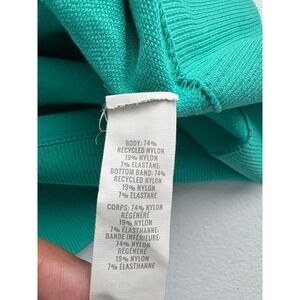 BODY: 74%
RECYCLED NYLON
19% NYLON
7% ELASTANE;
BOTTOM BAND: 74%
RECYCLED NYLON
19% NYLON
7% ELASTANE
CORPS: 74% NYLON
RÉGÉNÉRÉ
19% NYLON
7% ÉLASTHANNE;
BANDE INFÉRIEURE:
74% NYLON
RÉGÉNÉRÉ
19% NYLON
7% ÉLASTHANNE